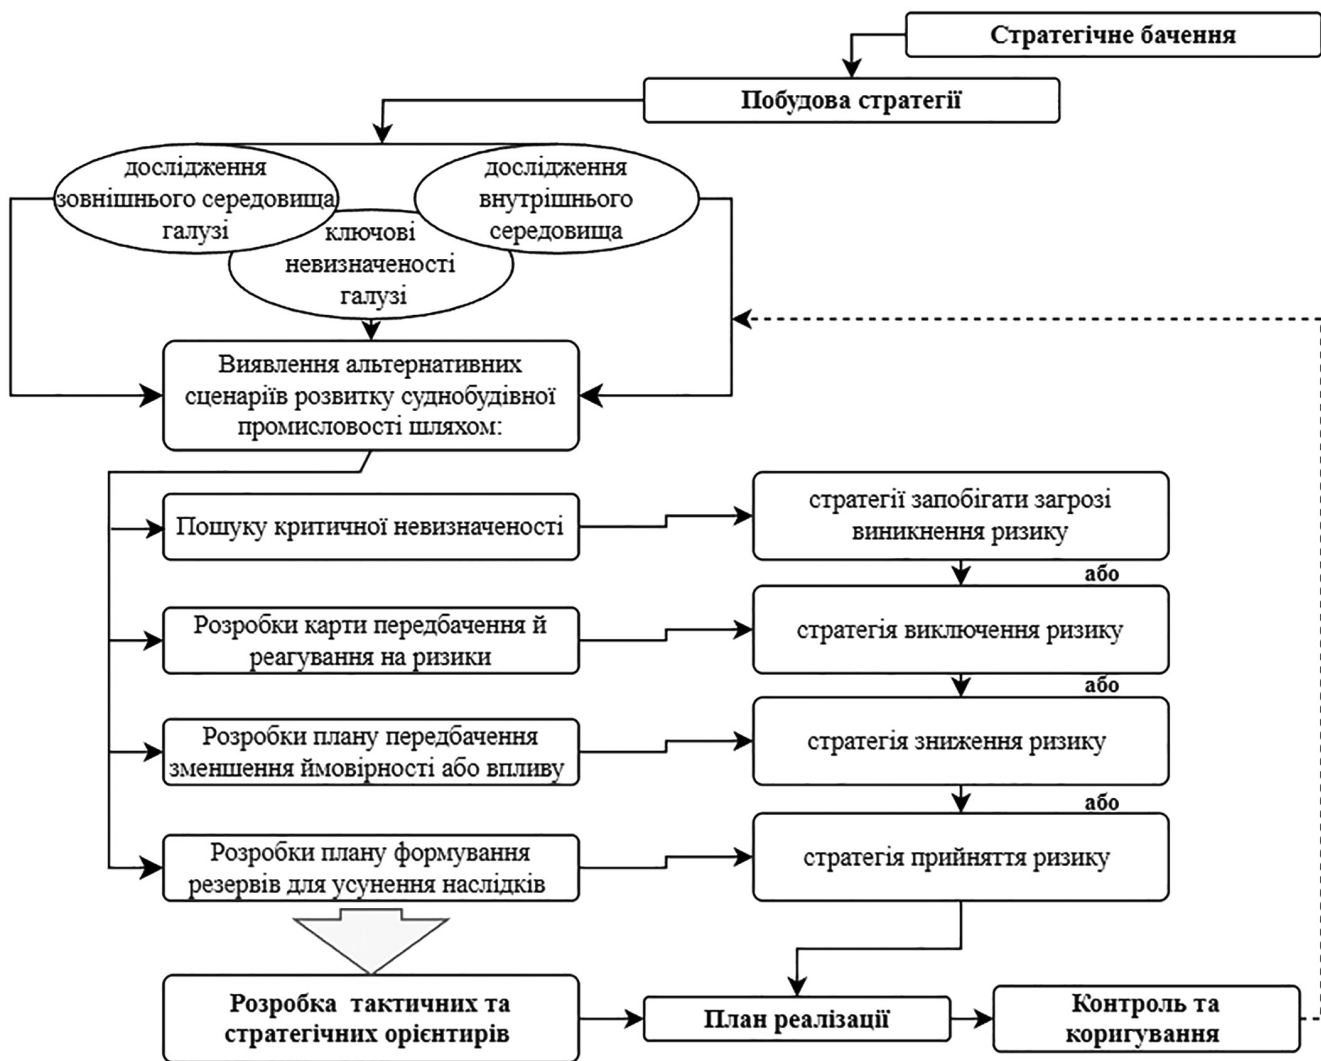 Стратегічне бачення
Побудова стратегії
дослідження
зовнішнього середовища
галузі
дослідження
внутрішнього
середовища
ключові
невизначеності
галузі
Виявлення альтернативних
сценаріїв розвитку суднобудівної
промисловості шляхом:
Пошуку критичної невизначеності
стратегії запобігати загрозі
виникнення ризику
або
Розробки карти передбачення й
реагування на ризики
стратегія виключення ризику
або
Розробки плану передбачення
зменшення ймовірності або впливу
стратегія зниження ризику
або
Розробки плану формування
резервів для усунення наслідків
стратегія прийняття ризику
Розробка тактичних та
стратегічних орієнтирів
План реалізації
Контроль та
коригування